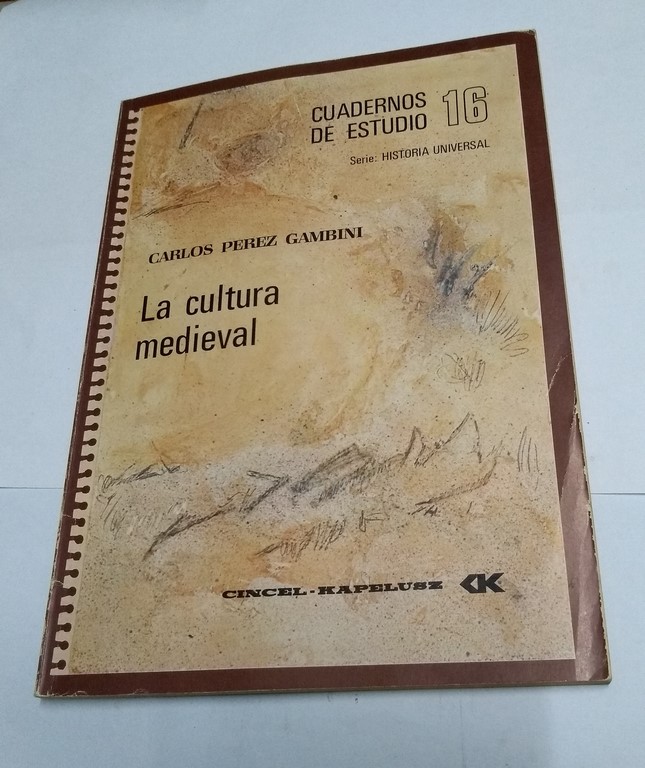 CUADERNOS 16
DE ESTUDIO
Serie: HISTORIA UNIVERSAL
CARLOS PEREZ GAMBINI
La cultura
medieval
CINCEL-KAPELUSZ CK